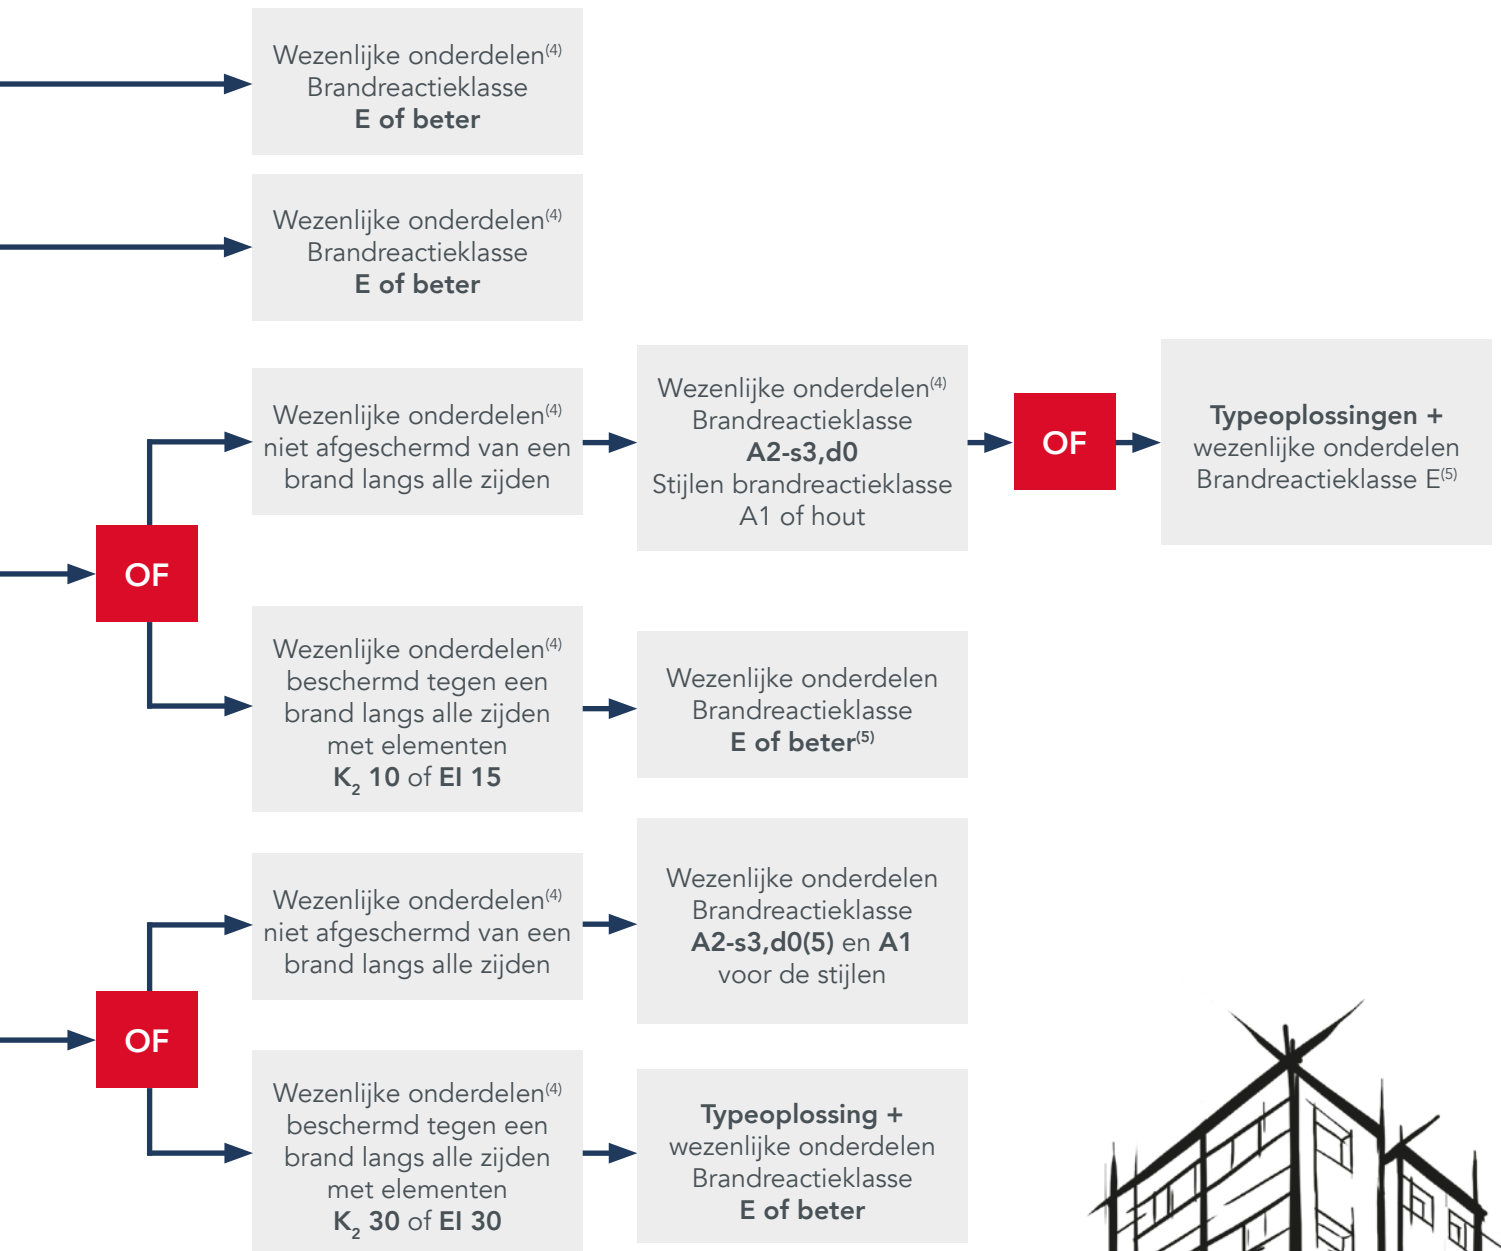 Wezenlijke onderdelen(4)
Brandreactieklasse
E of beter
Wezenlijke onderdelen(4)
Brandreactieklasse
E of beter
OF
Wezenlijke onderdelen(4)
niet afgeschermd van een
brand langs alle zijden
Wezenlijke onderdelen(4)
Brandreactieklasse
A2-s3,d0
Stijlen brandreactieklasse
A1 of hout
OF
Typeoplossingen +
wezenlijke onderdelen
Brandreactieklasse E(5)
Wezenlijke onderdelen(4)
beschermd tegen een
brand langs alle zijden
met elementen
K2 10 of EI 15
Wezenlijke onderdelen
Brandreactieklasse
E of beter(5)
OF
Wezenlijke onderdelen(4)
niet afgeschermd van een
brand langs alle zijden
Wezenlijke onderdelen
Brandreactieklasse
A2-s3,d0(5) en A1
voor de stijlen
Wezenlijke onderdelen(4)
beschermd tegen een
brand langs alle zijden
met elementen
K2 30 of EI 30
Typeoplossing +
wezenlijke onderdelen
Brandreactieklasse
E of beter